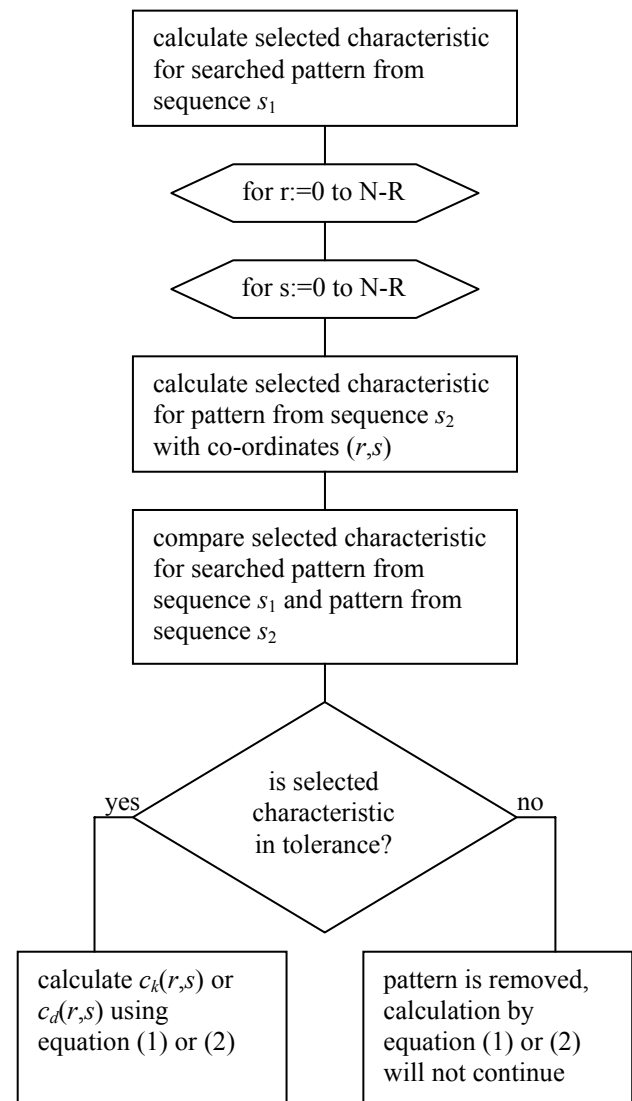 calculate selected characteristic
for searched pattern from
sequence s₁
for r:=0 to N-R
for s:=0 to N-R
calculate selected characteristic
for pattern from sequence s₂
with co-ordinates (r,s)
compare selected characteristic
for searched pattern from
sequence s₁ and pattern from
sequence s₂
is selected
characteristic
in tolerance?
yes
no
calculate cₖ(r,s) or
c_d(r,s) using
equation (1) or (2)
pattern is removed,
calculation by
equation (1) or (2)
will not continue